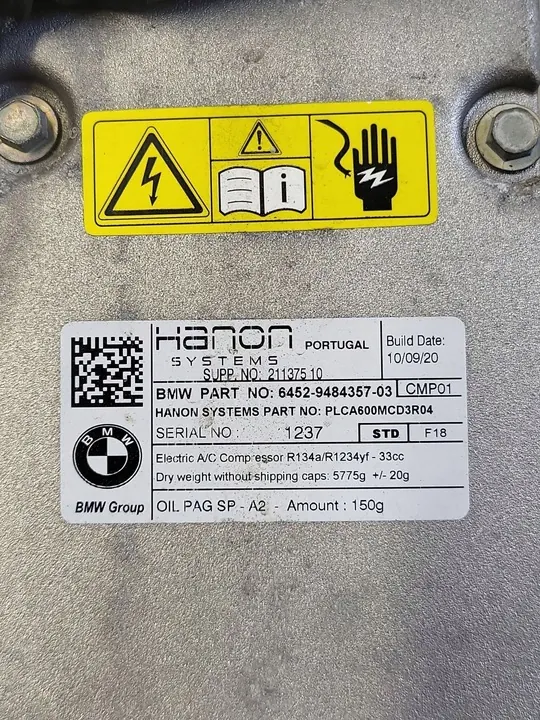 i
Hanon
SYSTEMS
PORTUGAL
Build Date:
10/09/20
SUPP. NO: 211375 10
BMW PART NO: 6452-9484357-03
CMP01
HANON SYSTEMS PART NO: PLCA600MCD3R04
SERIAL NO: 1237 STD F18
BMW
BMW Group
Electric A/C Compressor R134a/R1234yf - 33cc
Dry weight without shipping caps: 5775g +/- 20g
OIL PAG SP - A2 - Amount : 150g